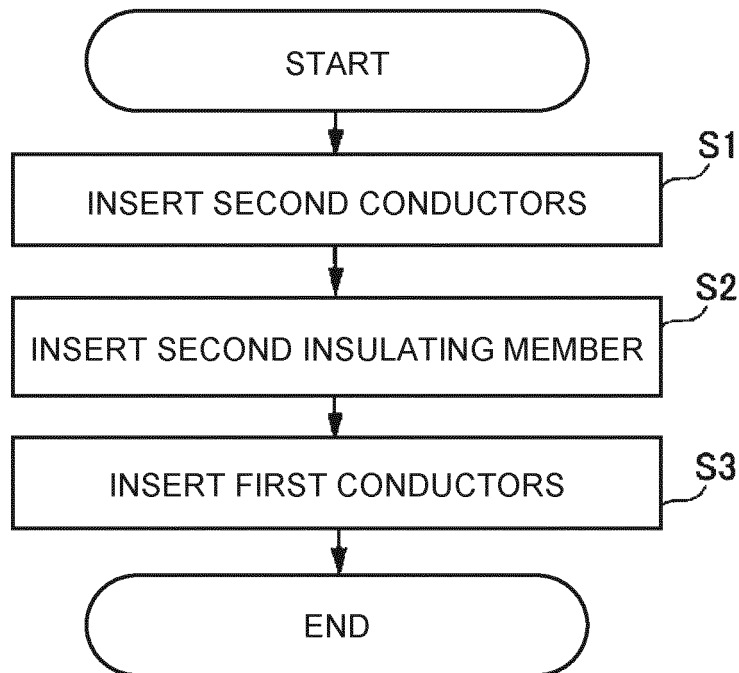 START
S1
INSERT SECOND CONDUCTORS
S2
INSERT SECOND INSULATING MEMBER
S3
INSERT FIRST CONDUCTORS
END